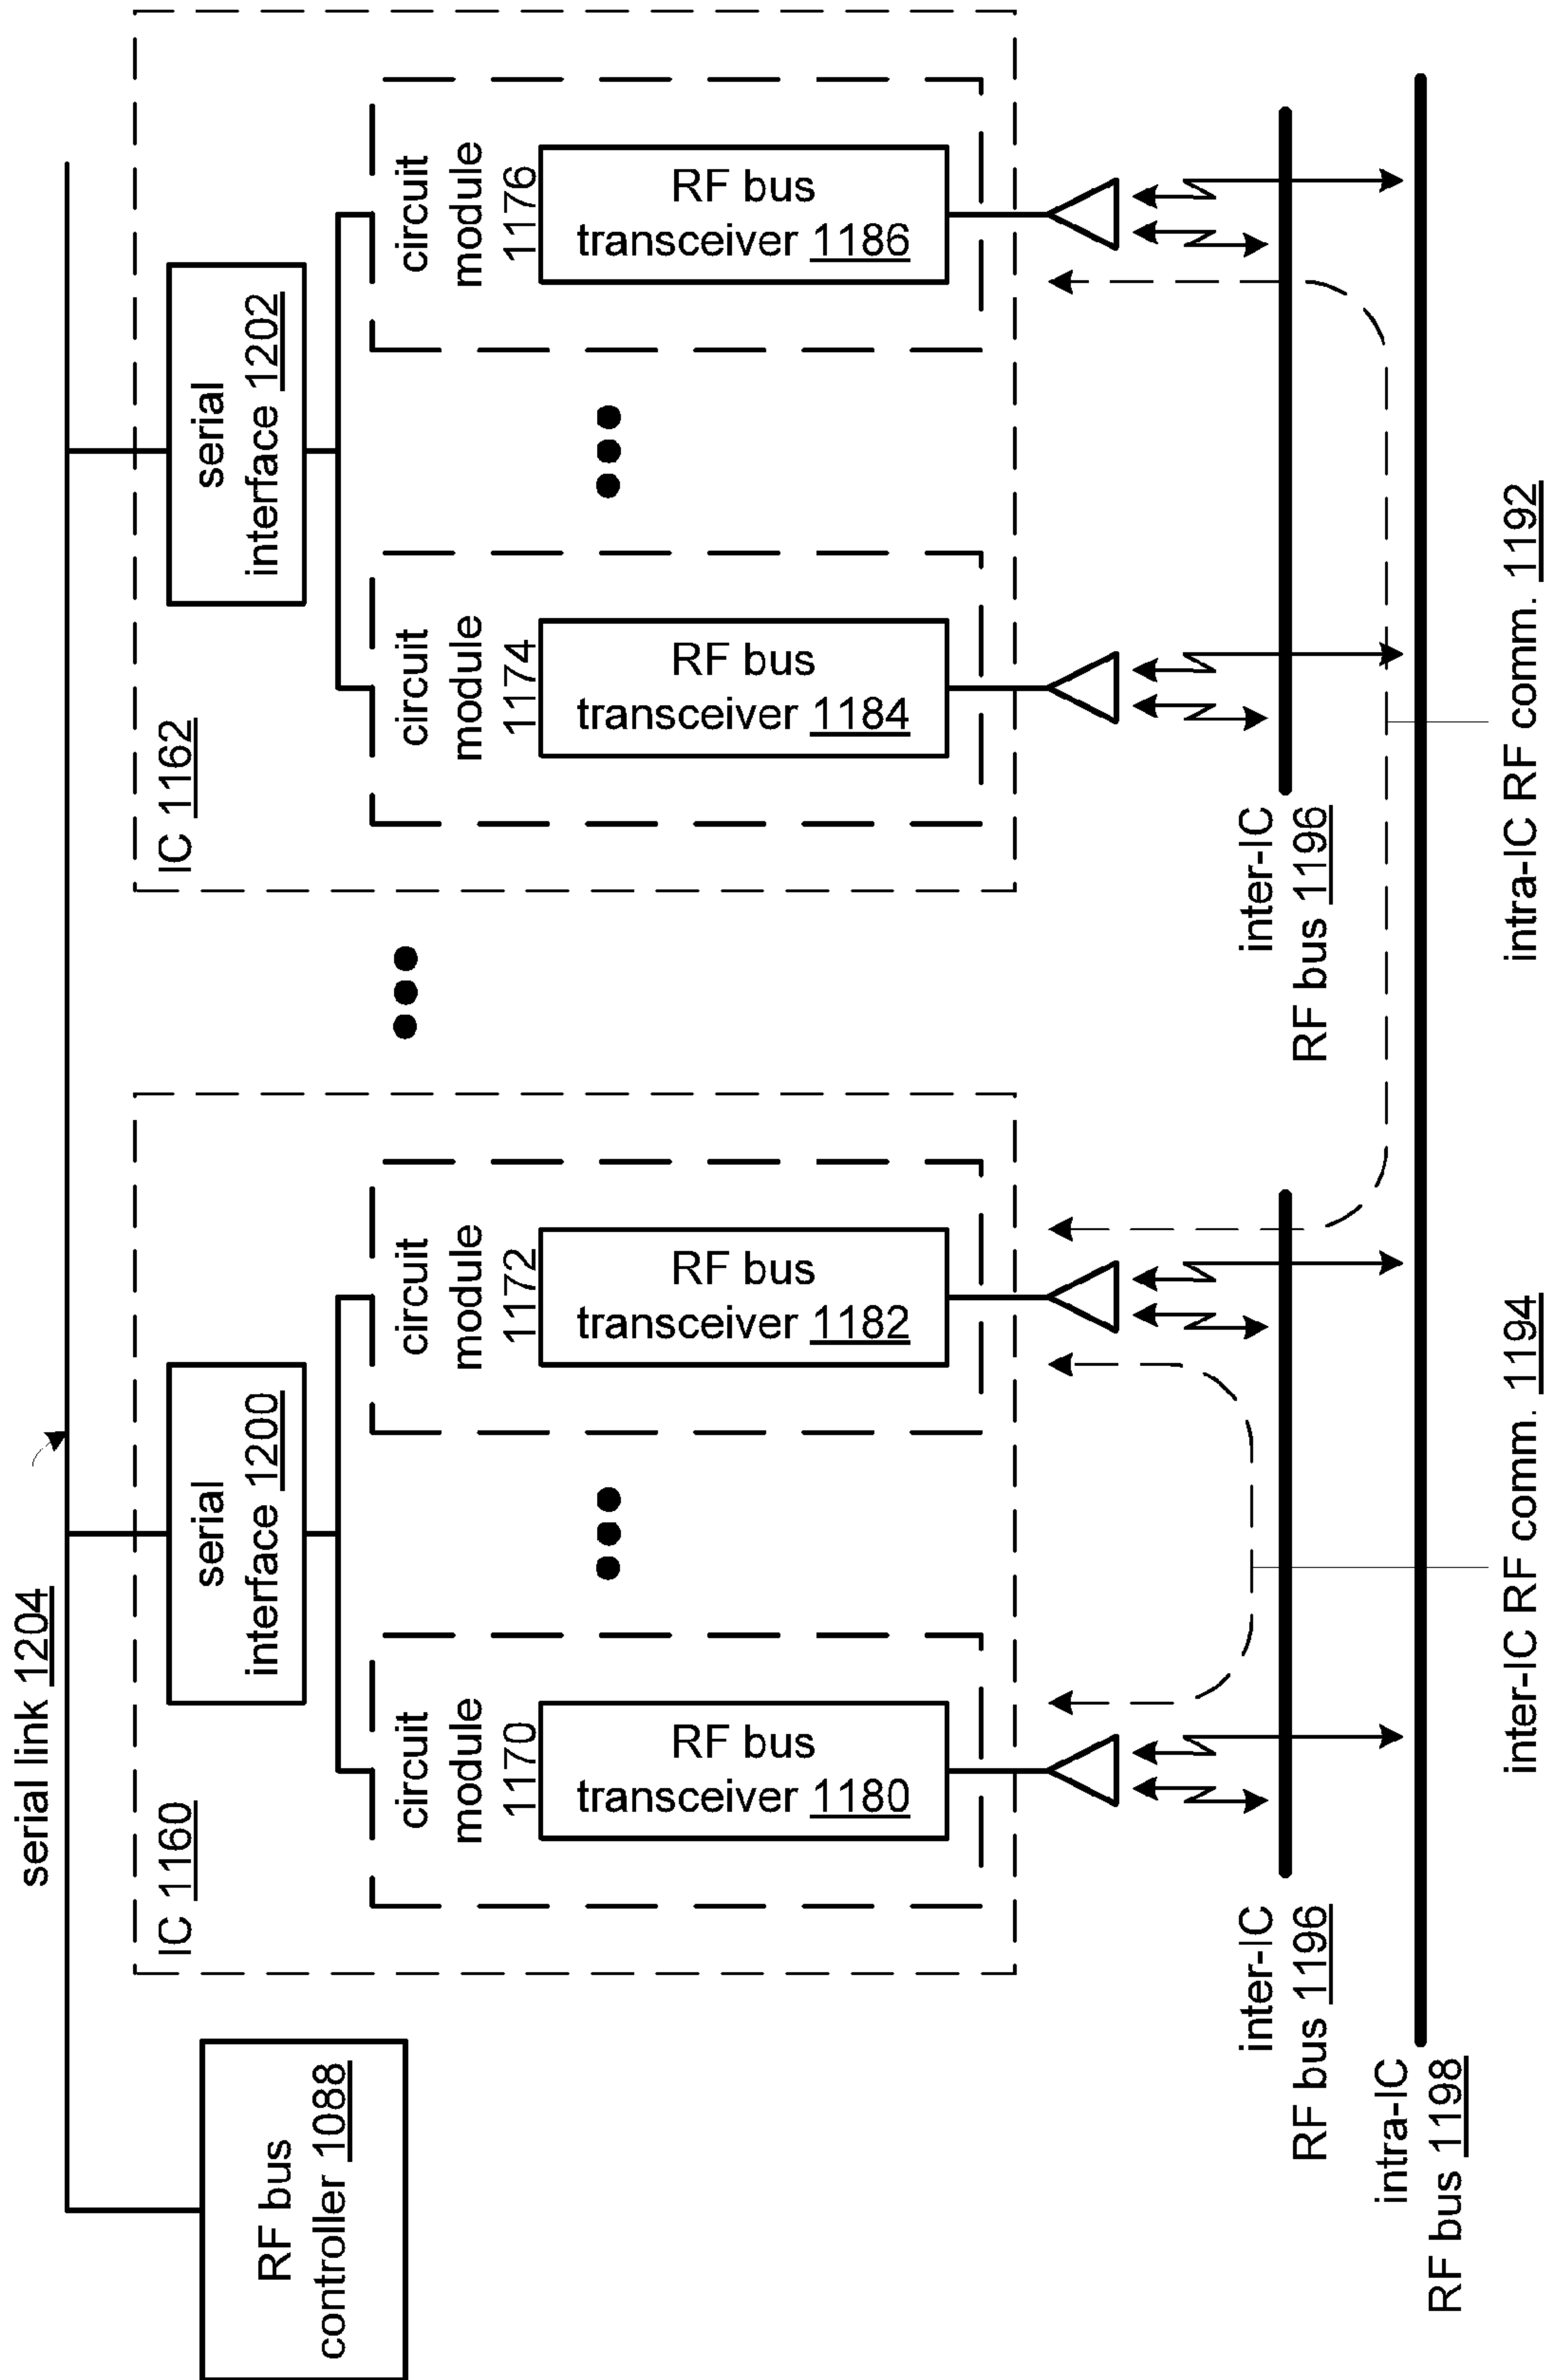 serial link 1204
RF bus
controller 1088
IC 1160
serial
interface 1200
circuit
module
1170
RF bus
transceiver 1180
circuit
module
1172
RF bus
transceiver 1182
IC 1162
serial
interface 1202
circuit
module
1174
RF bus
transceiver 1184
circuit
module
1176
RF bus
transceiver 1186
inter-IC
RF bus 1196
inter-IC
RF bus 1196
intra-IC
RF bus 1198
inter-IC RF comm. 1194
intra-IC RF comm. 1192